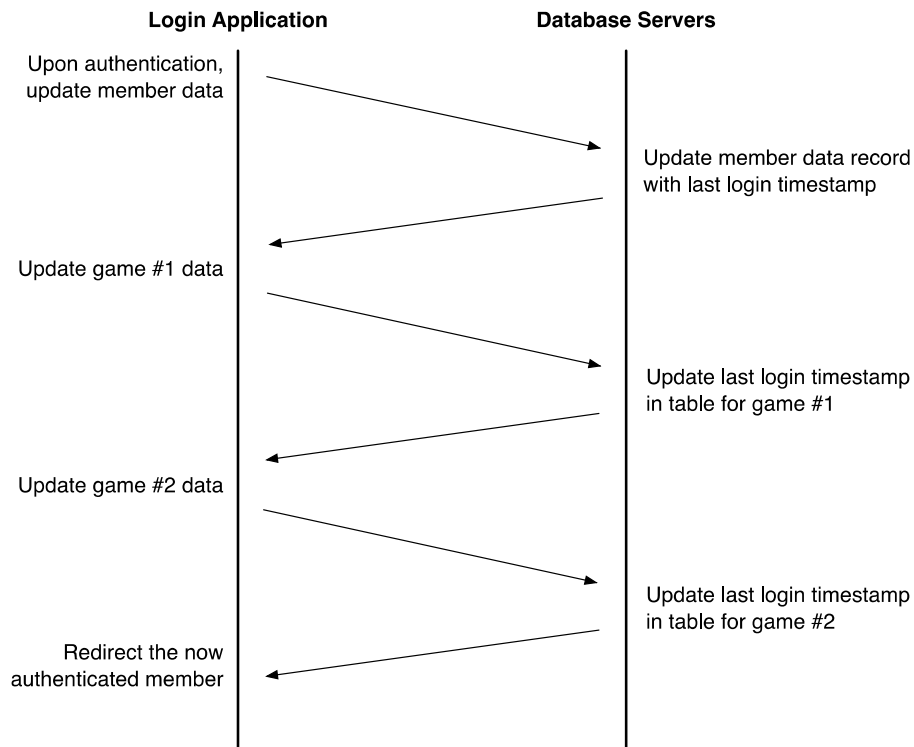 Login Application
Database Servers
Upon authentication,
update member data
Update member data record
with last login timestamp
Update game #1 data
Update last login timestamp
in table for game #1
Update game #2 data
Update last login timestamp
in table for game #2
Redirect the now
authenticated member